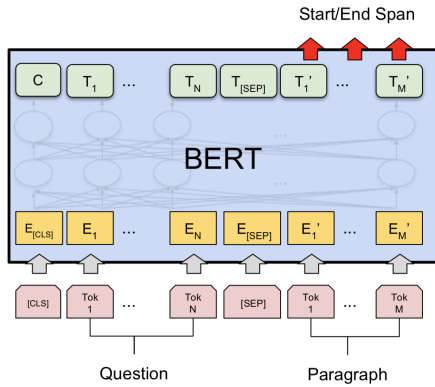 Start/End Span
C T1 ... TN T[SEP] T1' ... TM'
...
BERT
...
E[CLS] E1 ... EN E[SEP] E1' ... EM'
[CLS] Tok 1 ... Tok N [SEP] Tok 1 ... Tok M
Question Paragraph